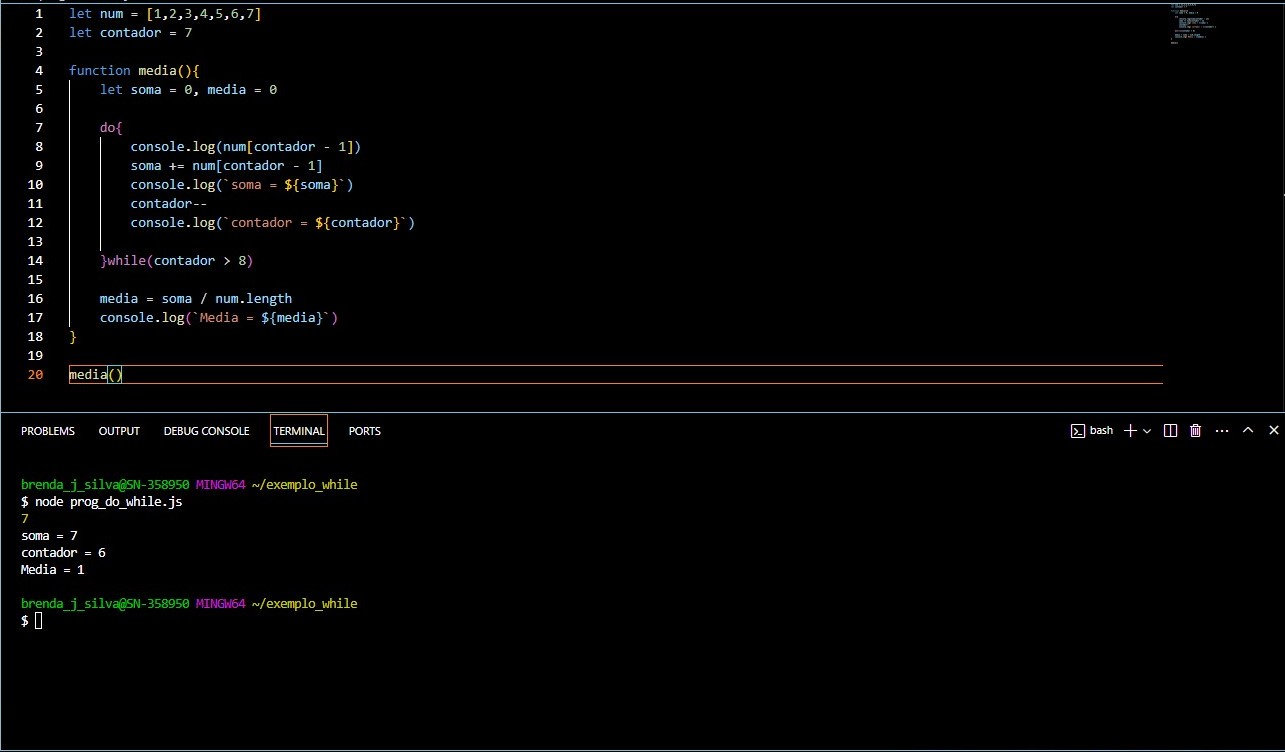 1 let num = [1,2,3,4,5,6,7]
2 let contador = 7
3
4 function media(){
5 let soma = 0, media = 0
6
7 do{
8 console.log(num[contador - 1])
9 soma += num[contador - 1]
10 console.log(`soma = ${soma}`)
11 contador--
12 console.log(`contador = ${contador}`)
13
14 }while(contador > 8)
15
16 media = soma / num.length
17 console.log(`Media = ${media}`)
18 }
19
20 media()
PROBLEMS OUTPUT DEBUG CONSOLE TERMINAL PORTS bash
brenda_j_silva@SN-358950 MINGW64 ~/exemplo_while
$ node prog_do_while.js
7
soma = 7
contador = 6
Media = 1
brenda_j_silva@SN-358950 MINGW64 ~/exemplo_while
$